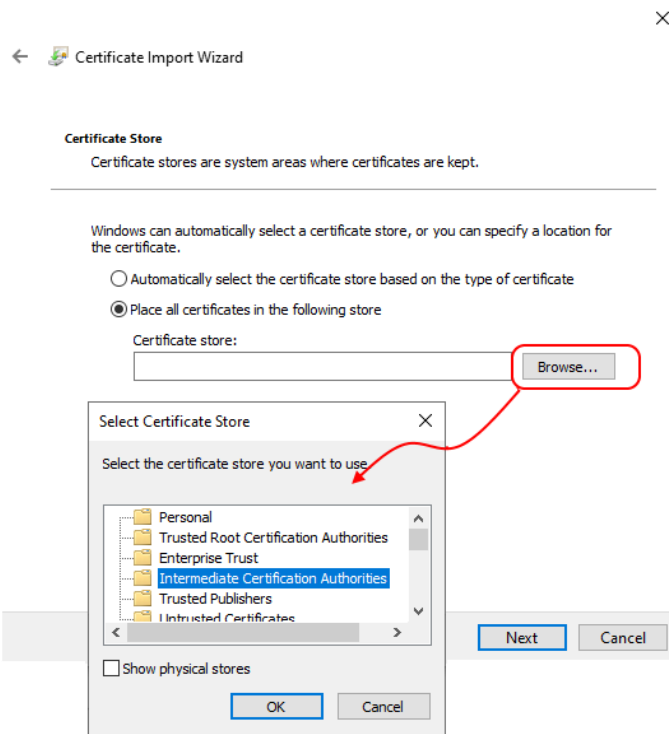 Certificate Import Wizard
Certificate Store
Certificate stores are system areas where certificates are kept.
Windows can automatically select a certificate store, or you can specify a location for
the certificate.
Automatically select the certificate store based on the type of certificate
Place all certificates in the following store
Certificate store:
Browse...
Select Certificate Store
Select the certificate store you want to use.
Personal
Trusted Root Certification Authorities
Enterprise Trust
Intermediate Certification Authorities
Trusted Publishers
Untrusted Certificates
Show physical stores
OK
Cancel
Next
Cancel